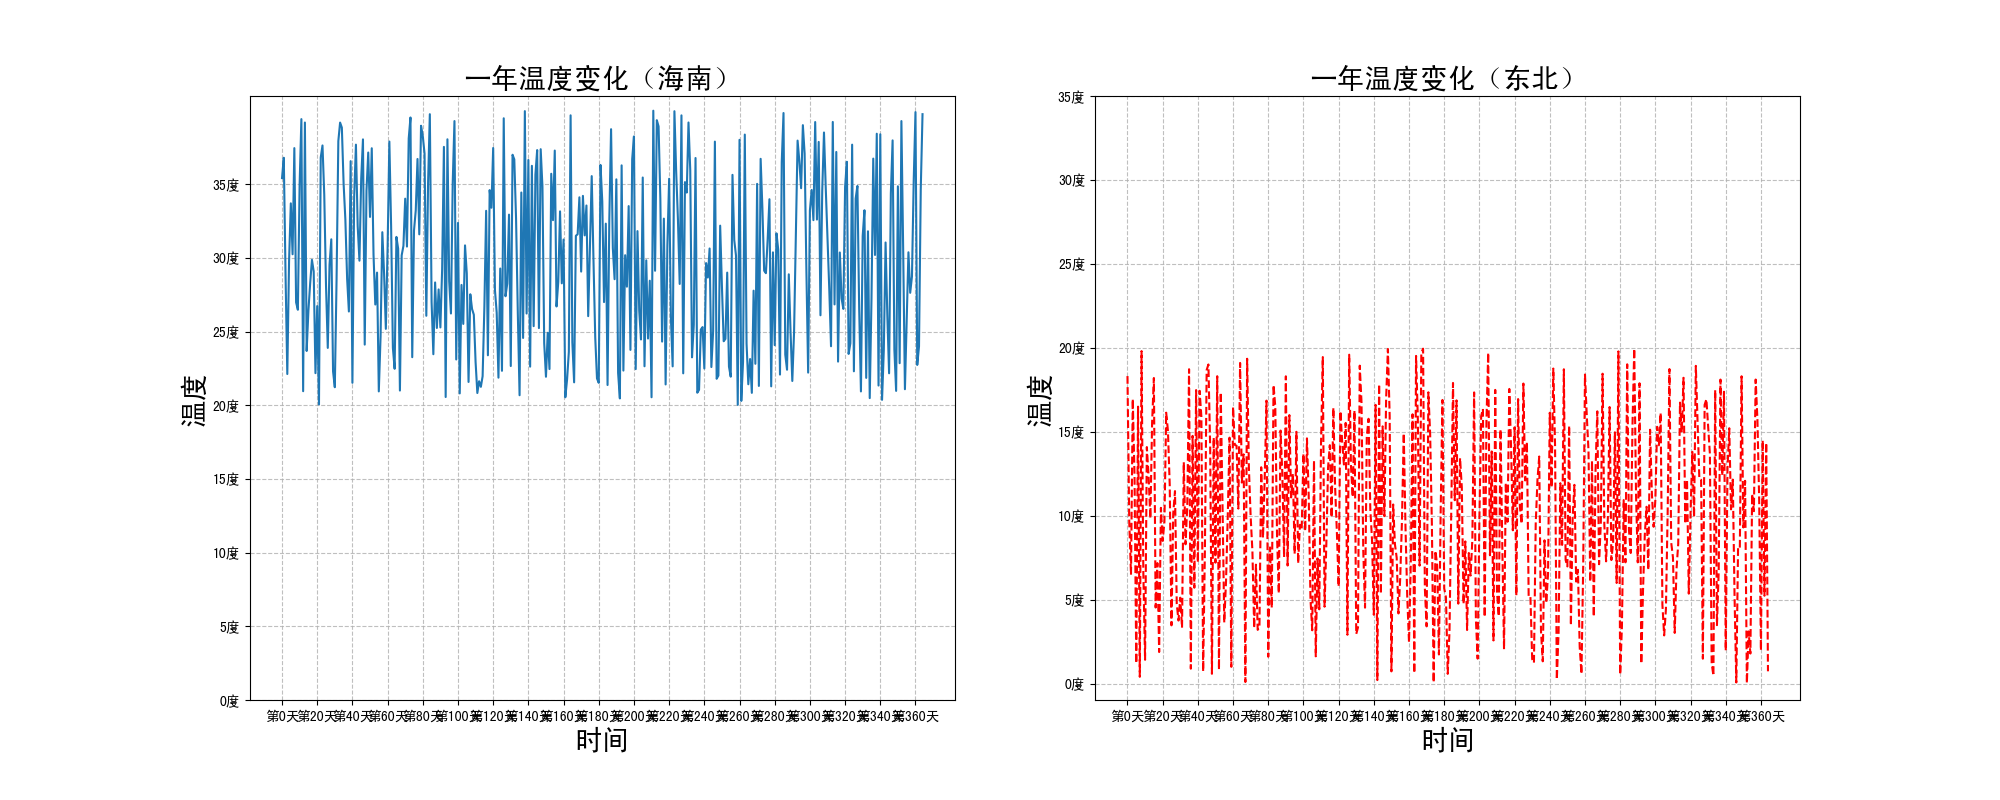 一年温度变化（海南）
35度
30度
25度
20度
15度
10度
5度
0度
温度
第0天 第20天 第40天 第60天 第80天 第100天 第120天 第140天 第160天 第180天 第200天 第220天 第240天 第260天 第280天 第300天 第320天 第340天 第360天
时间
一年温度变化（东北）
35度
30度
25度
20度
15度
10度
5度
0度
温度
第0天 第20天 第40天 第60天 第80天 第100天 第120天 第140天 第160天 第180天 第200天 第220天 第240天 第260天 第280天 第300天 第320天 第340天 第360天
时间